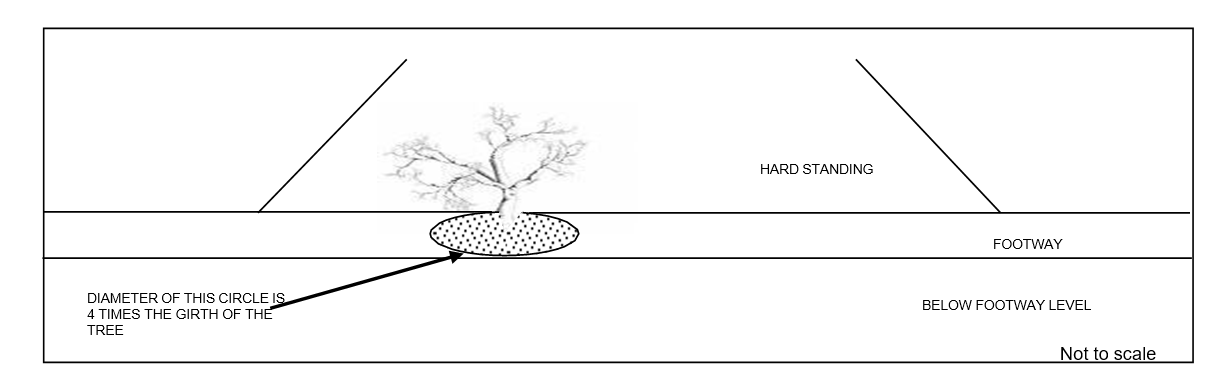 HARD STANDING
FOOTWAY
DIAMETER OF THIS CIRCLE IS
4 TIMES THE GIRTH OF THE
TREE
BELOW FOOTWAY LEVEL
Not to scale